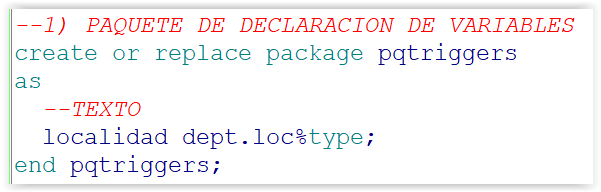 --1) PAQUETE DE DECLARACION DE VARIABLES
create or replace package pqtriggers
as
--TEXTO
localidad dept.loc%type;
end pqtriggers;